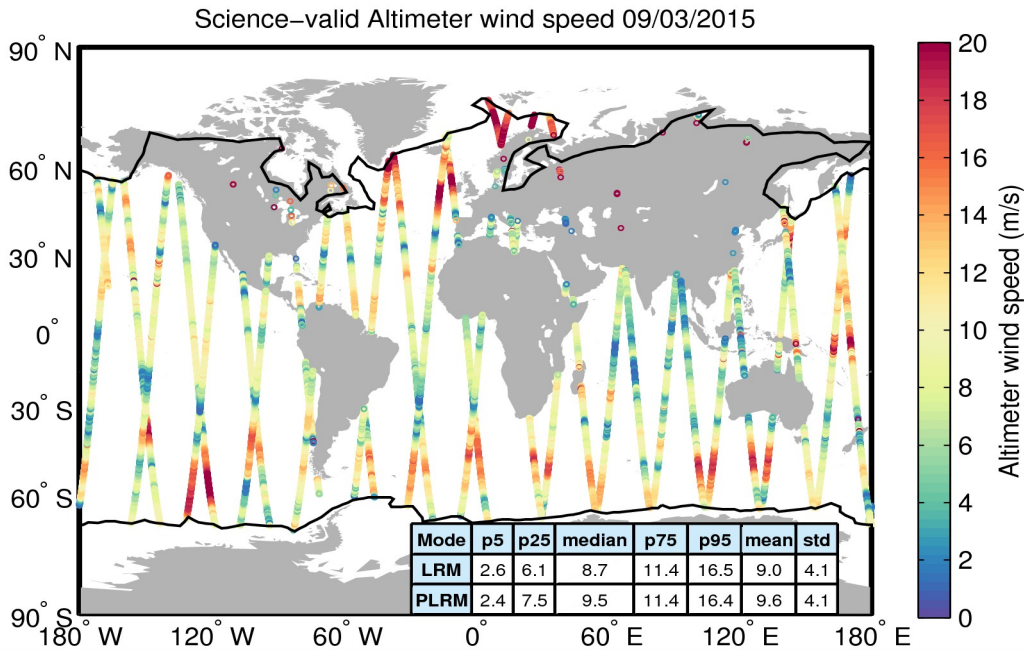 Science−valid Altimeter wind speed 09/03/2015
90° N
60° N
30° N
0°
30° S
60° S
90° S
180° W
120° W
60° W
0°
60° E
120° E
180° E
Mode p5 p25 median p75 p95 mean std
LRM 2.6 6.1 8.7 11.4 16.5 9.0 4.1
PLRM 2.4 7.5 9.5 11.4 16.4 9.6 4.1
20
18
16
14
12
10
8
6
4
2
0
Altimeter wind speed (m/s)